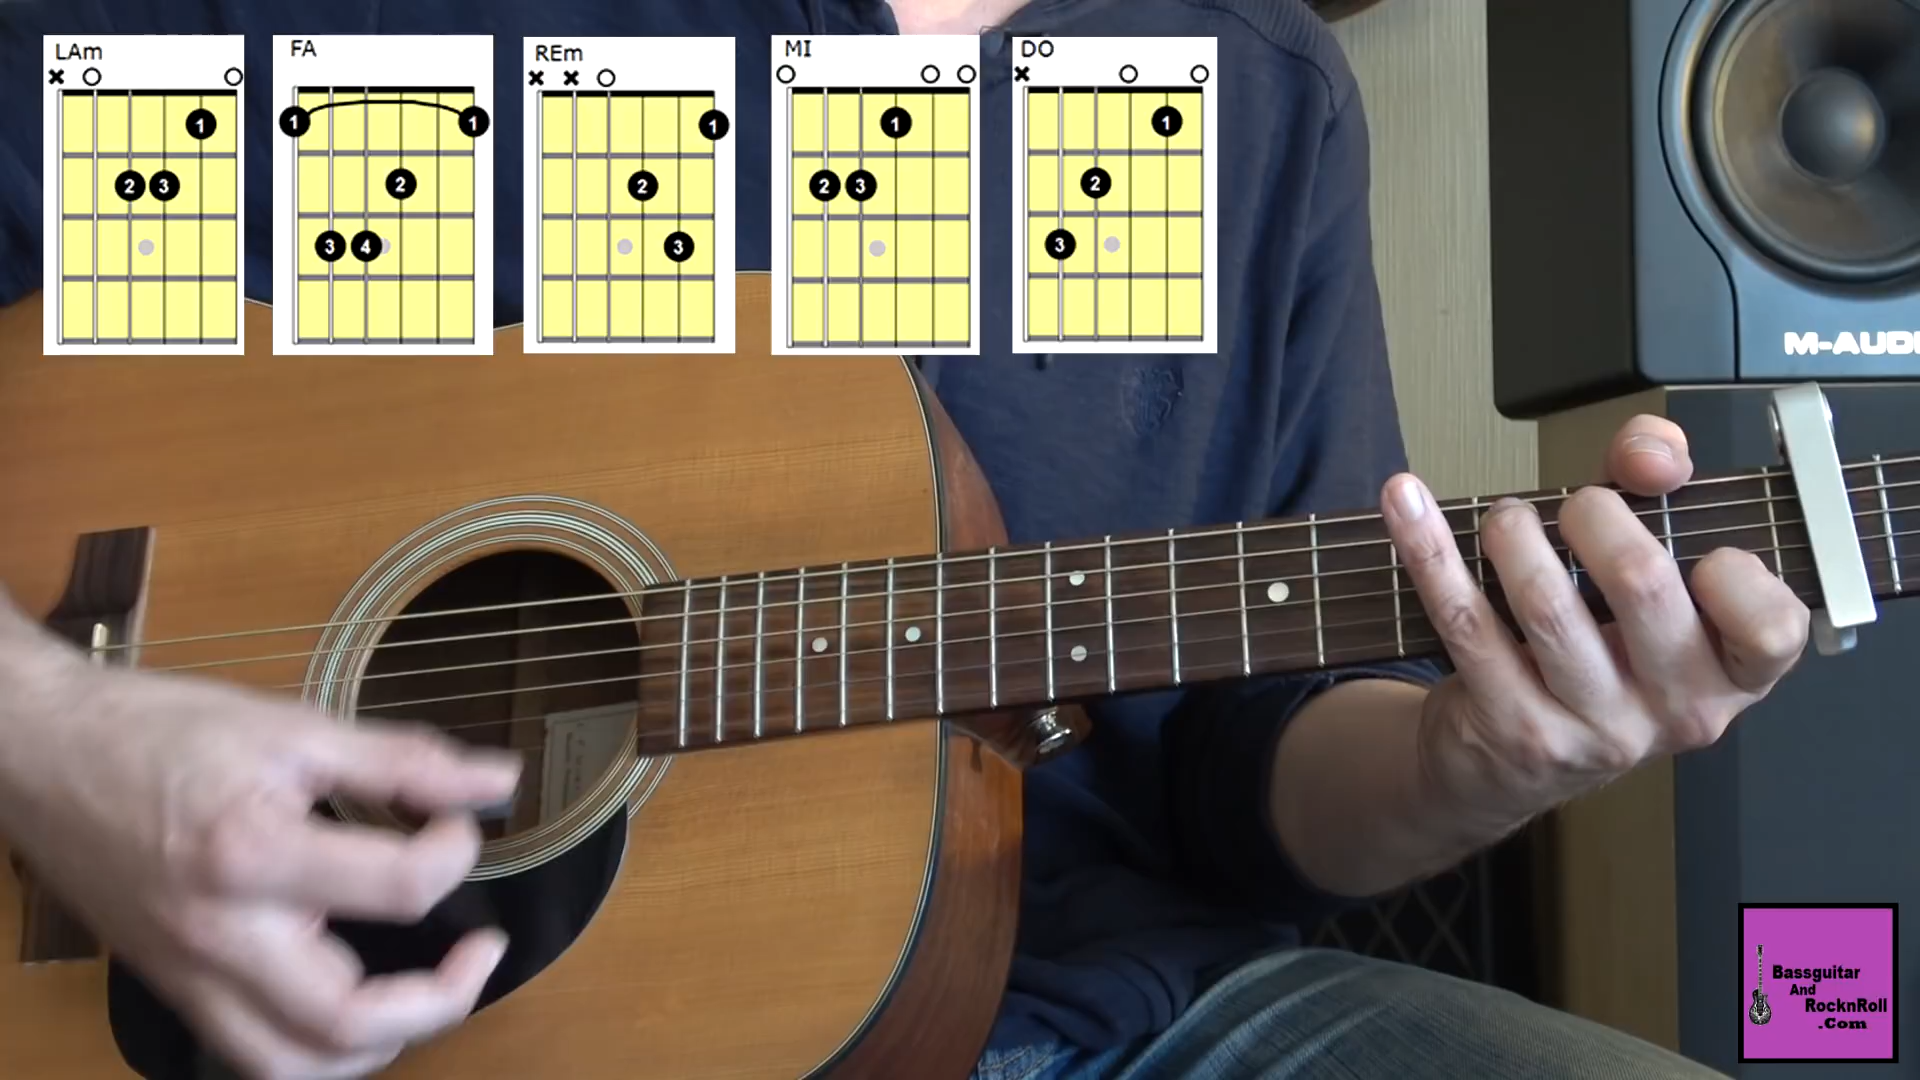 LAm
FA
REm
MI
DO
1
2 3
1 1
2
3 4
1
2
3
1
2 3
1
2
3
M-AUDI
Bassguitar
And
RocknRoll
.Com